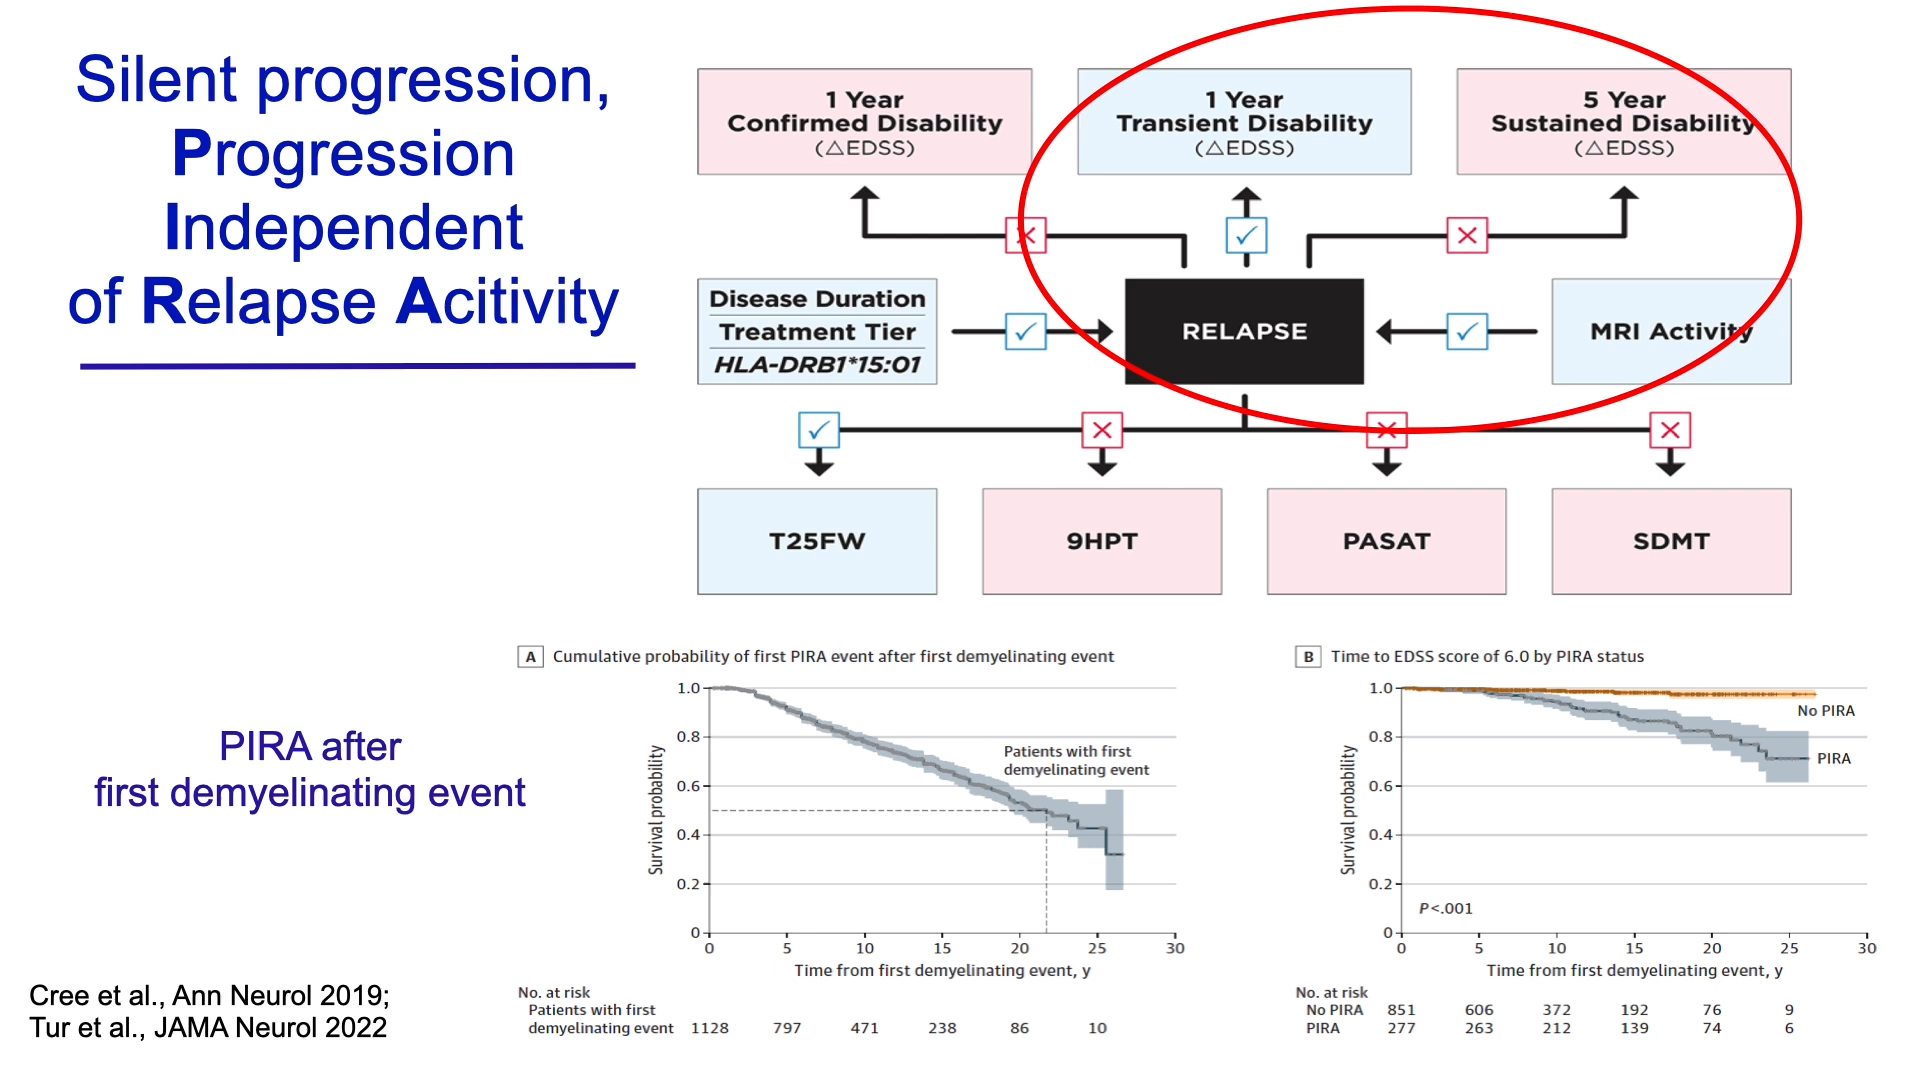 Silent progression,
Progression
Independent
of Relapse Acitivity
1 Year
Confirmed Disability
(△EDSS)
1 Year
Transient Disability
(△EDSS)
5 Year
Sustained Disability
(△EDSS)
Disease Duration
Treatment Tier
HLA-DRB1*15:01
RELAPSE
MRI Activity
T25FW
9HPT
PASAT
SDMT
PIRA after
first demyelinating event
A Cumulative probability of first PIRA event after first demyelinating event
Survival probability
1.0
0.8
0.6
0.4
0.2
0
Patients with first
demyelinating event
0 5 10 15 20 25 30
Time from first demyelinating event, y
No. at risk
Patients with first
demyelinating event 1128 797 471 238 86 10
B Time to EDSS score of 6.0 by PIRA status
Survival probability
1.0
0.8
0.6
0.4
0.2
0
No PIRA
PIRA
P<.001
0 5 10 15 20 25 30
Time from first demyelinating event, y
No. at risk
No PIRA 851 606 372 192 76 9
PIRA 277 263 212 139 74 6
Cree et al., Ann Neurol 2019;
Tur et al., JAMA Neurol 2022